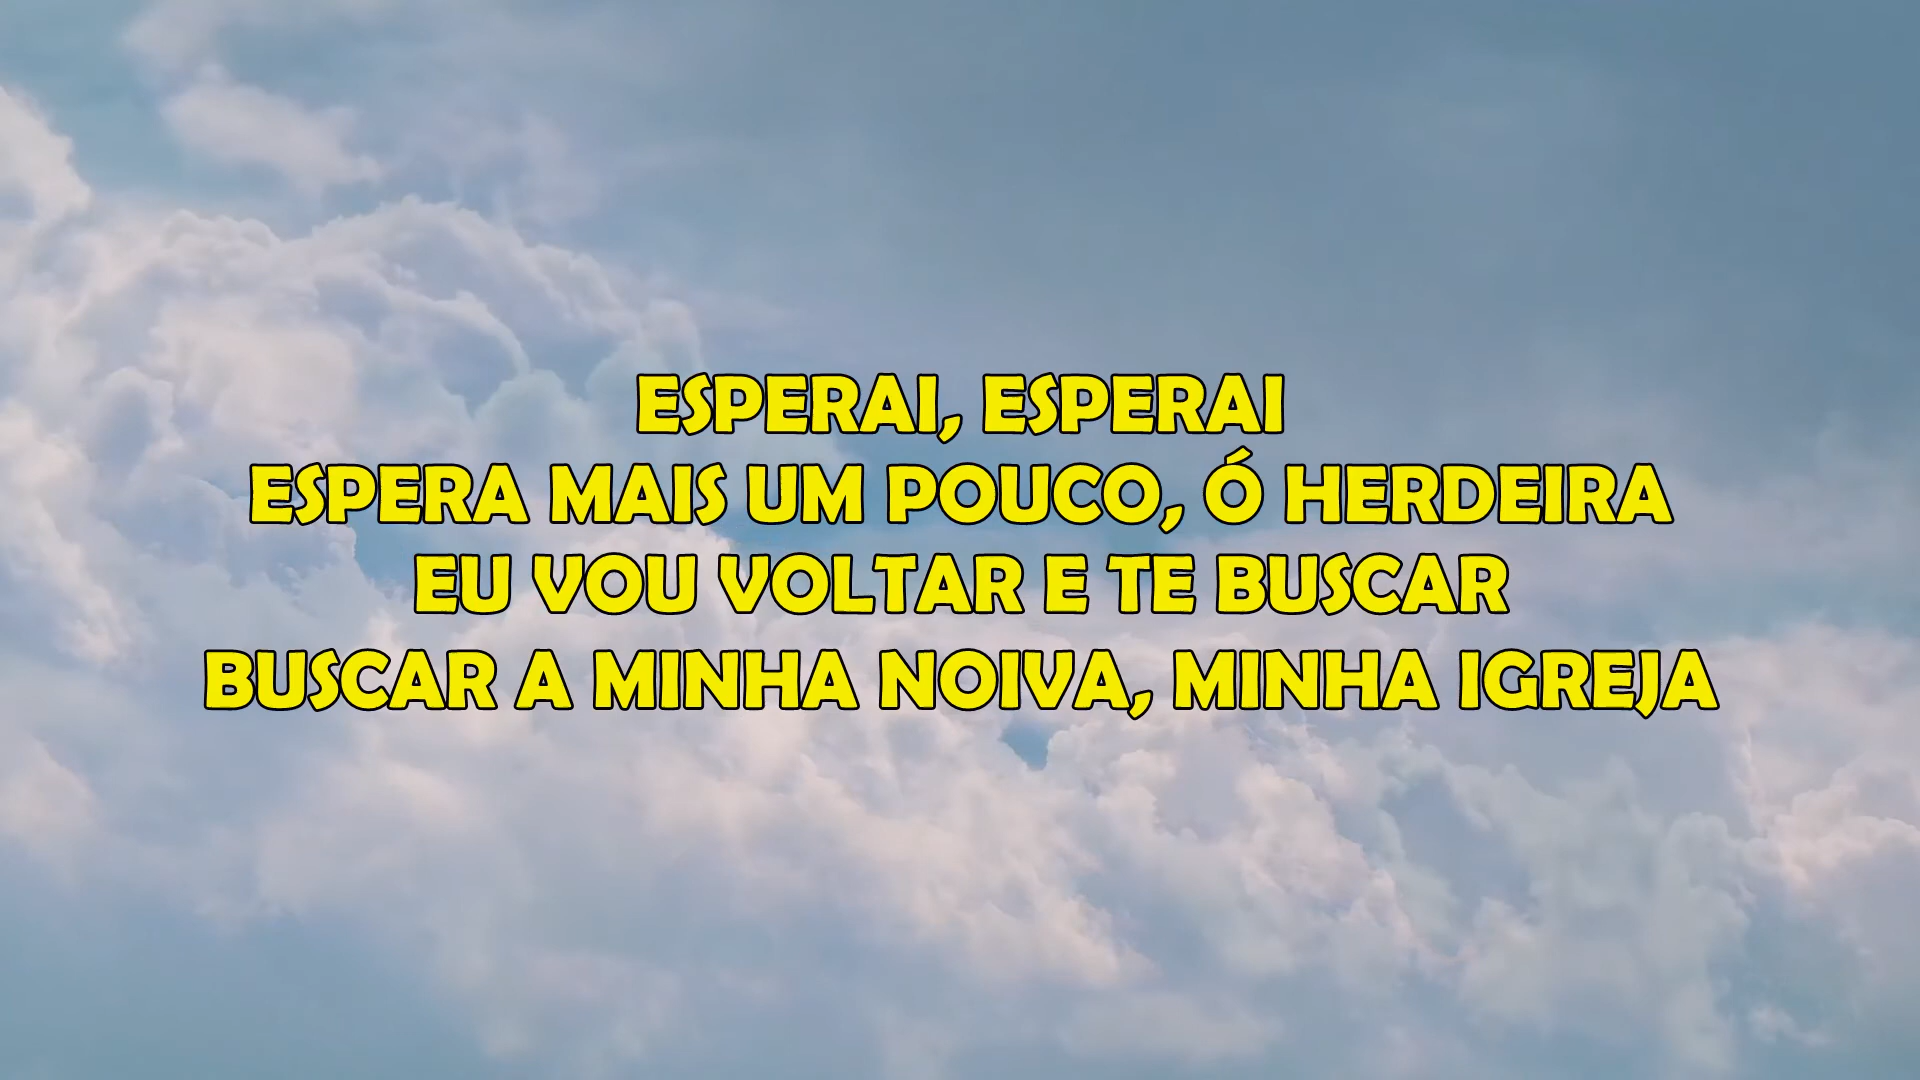 ESPERAI, ESPERAI
ESPERA MAIS UM POUCO, Ó HERDEIRA
EU VOU VOLTAR E TE BUSCAR
BUSCAR A MINHA NOIVA, MINHA IGREJA